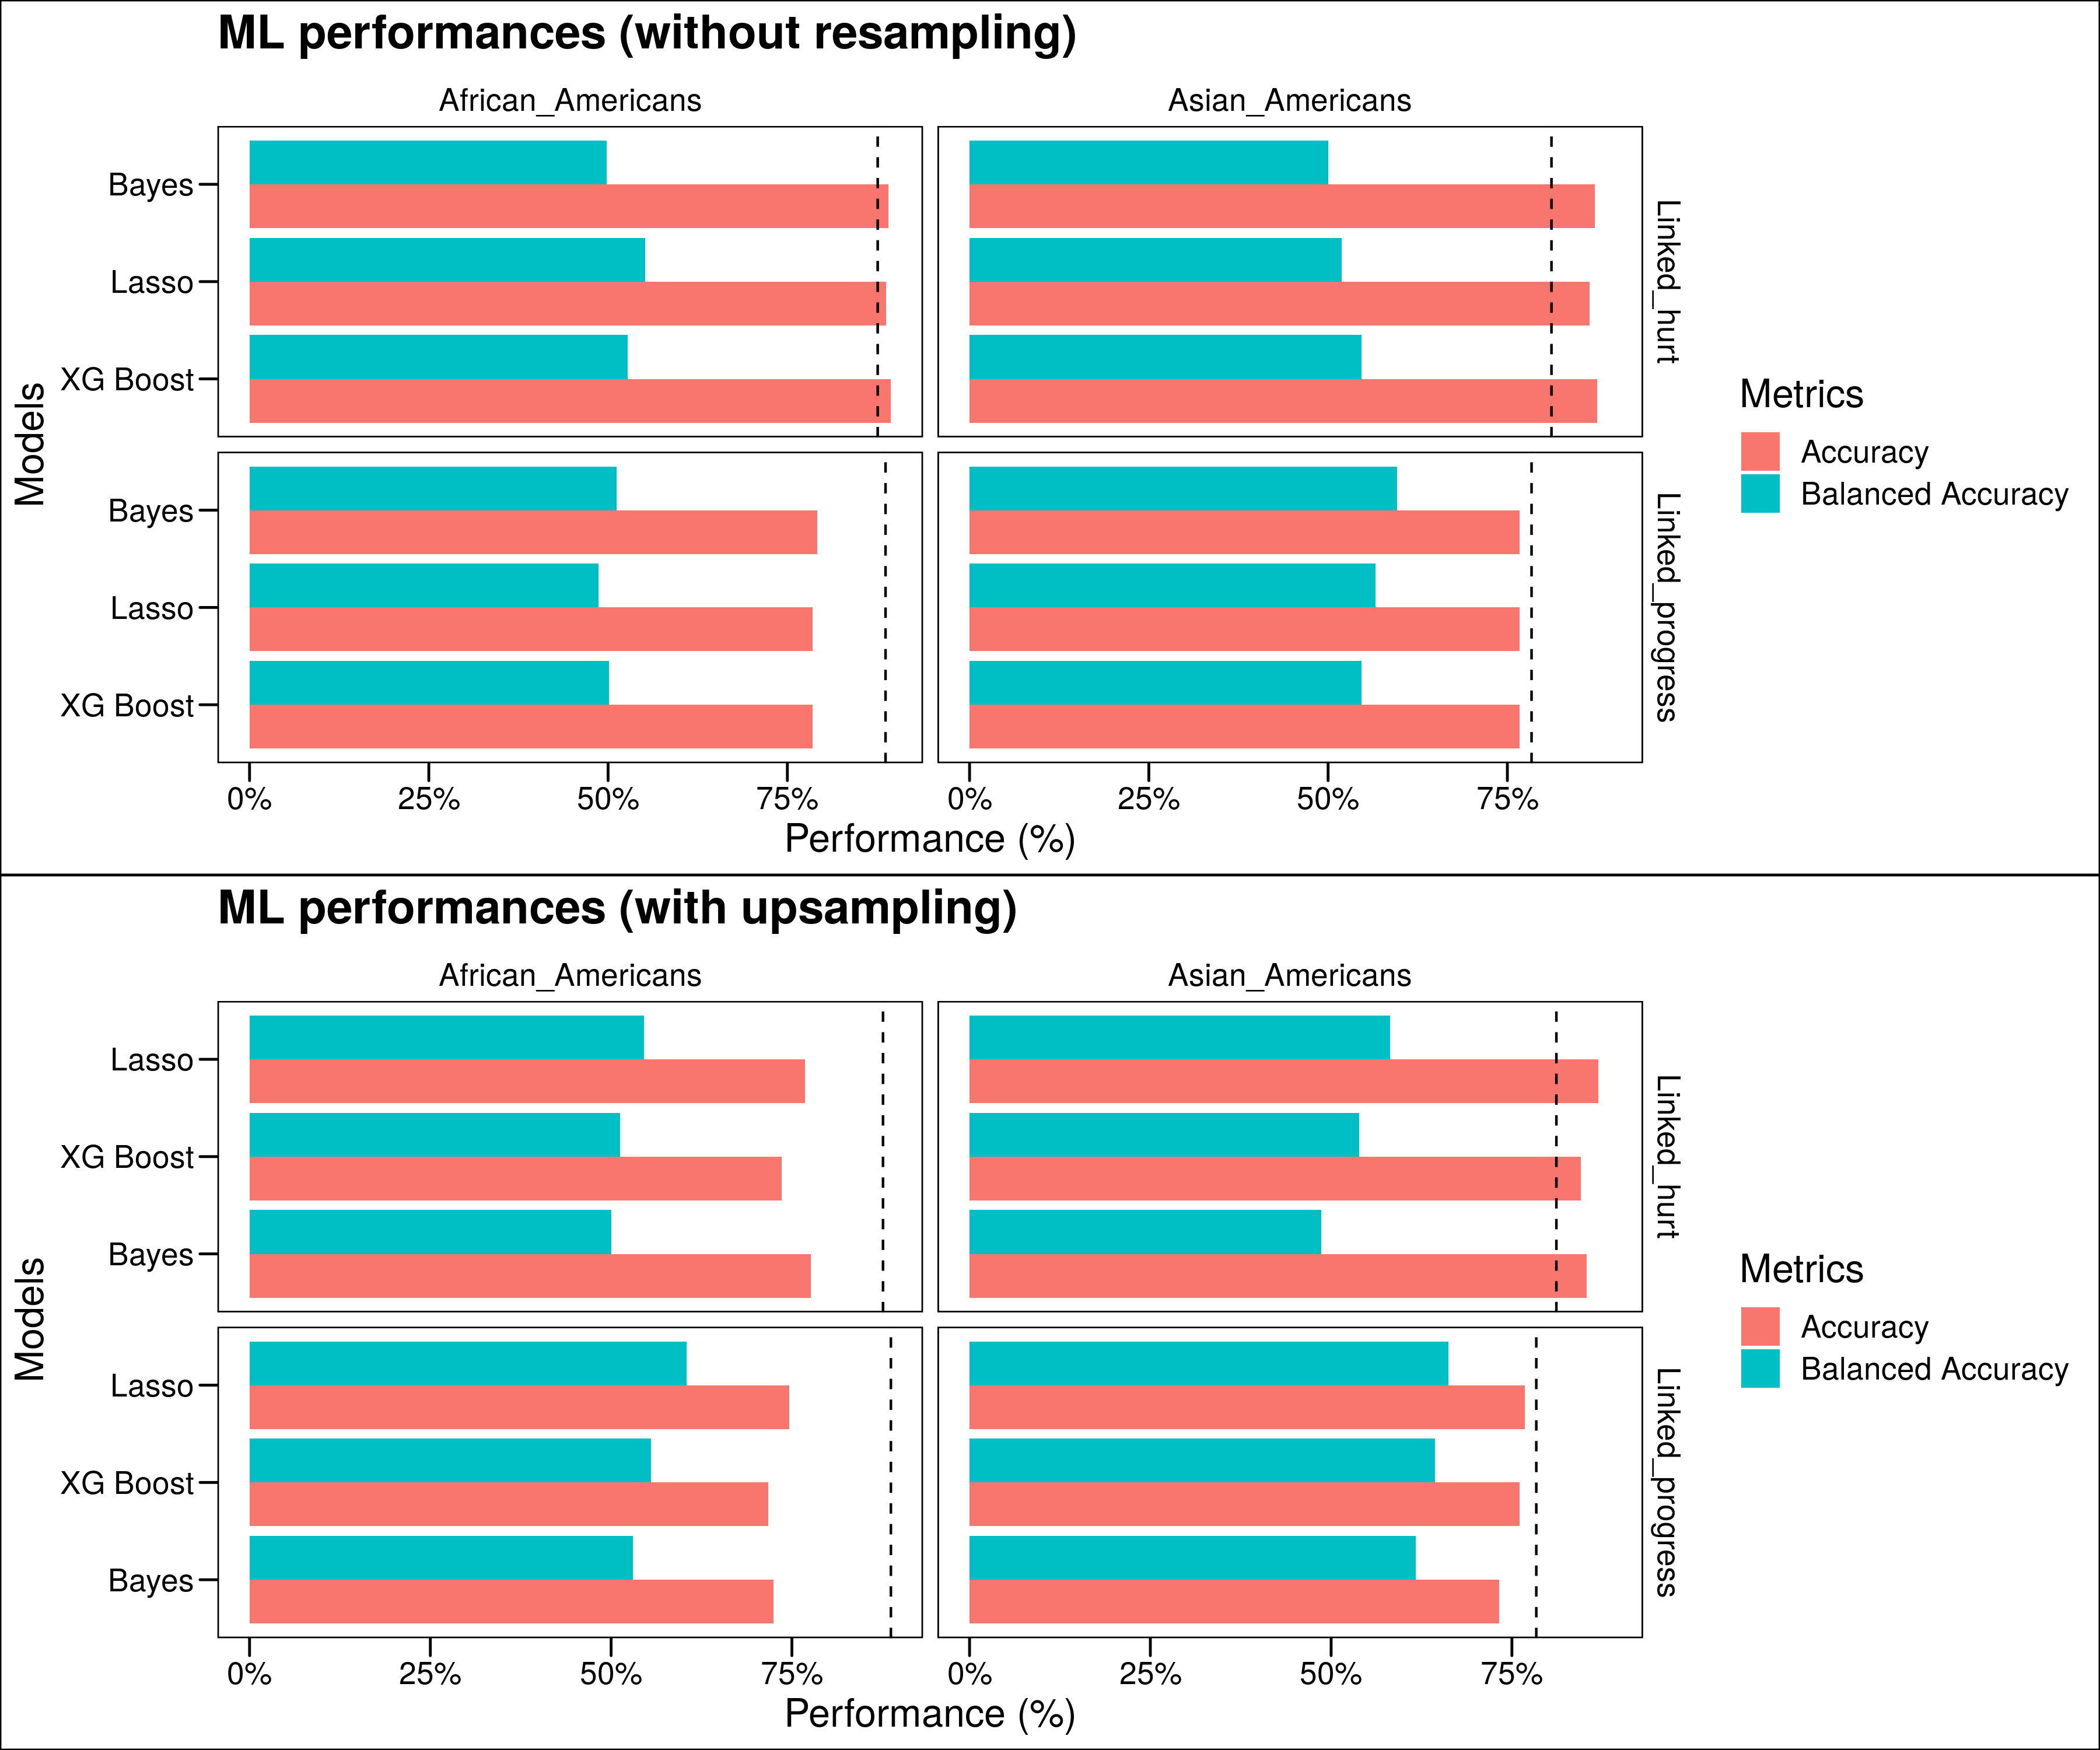 ML performances (without resampling)
African_Americans
Asian_Americans
Models
Bayes
Lasso
XG Boost
Linked_hurt
Bayes
Lasso
XG Boost
Linked_progress
0%
25%
50%
75%
0%
25%
50%
75%
Performance (%)
Metrics
Accuracy
Balanced Accuracy
ML performances (with upsampling)
African_Americans
Asian_Americans
Models
Lasso
XG Boost
Bayes
Linked_hurt
Lasso
XG Boost
Bayes
Linked_progress
0%
25%
50%
75%
0%
25%
50%
75%
Performance (%)
Metrics
Accuracy
Balanced Accuracy